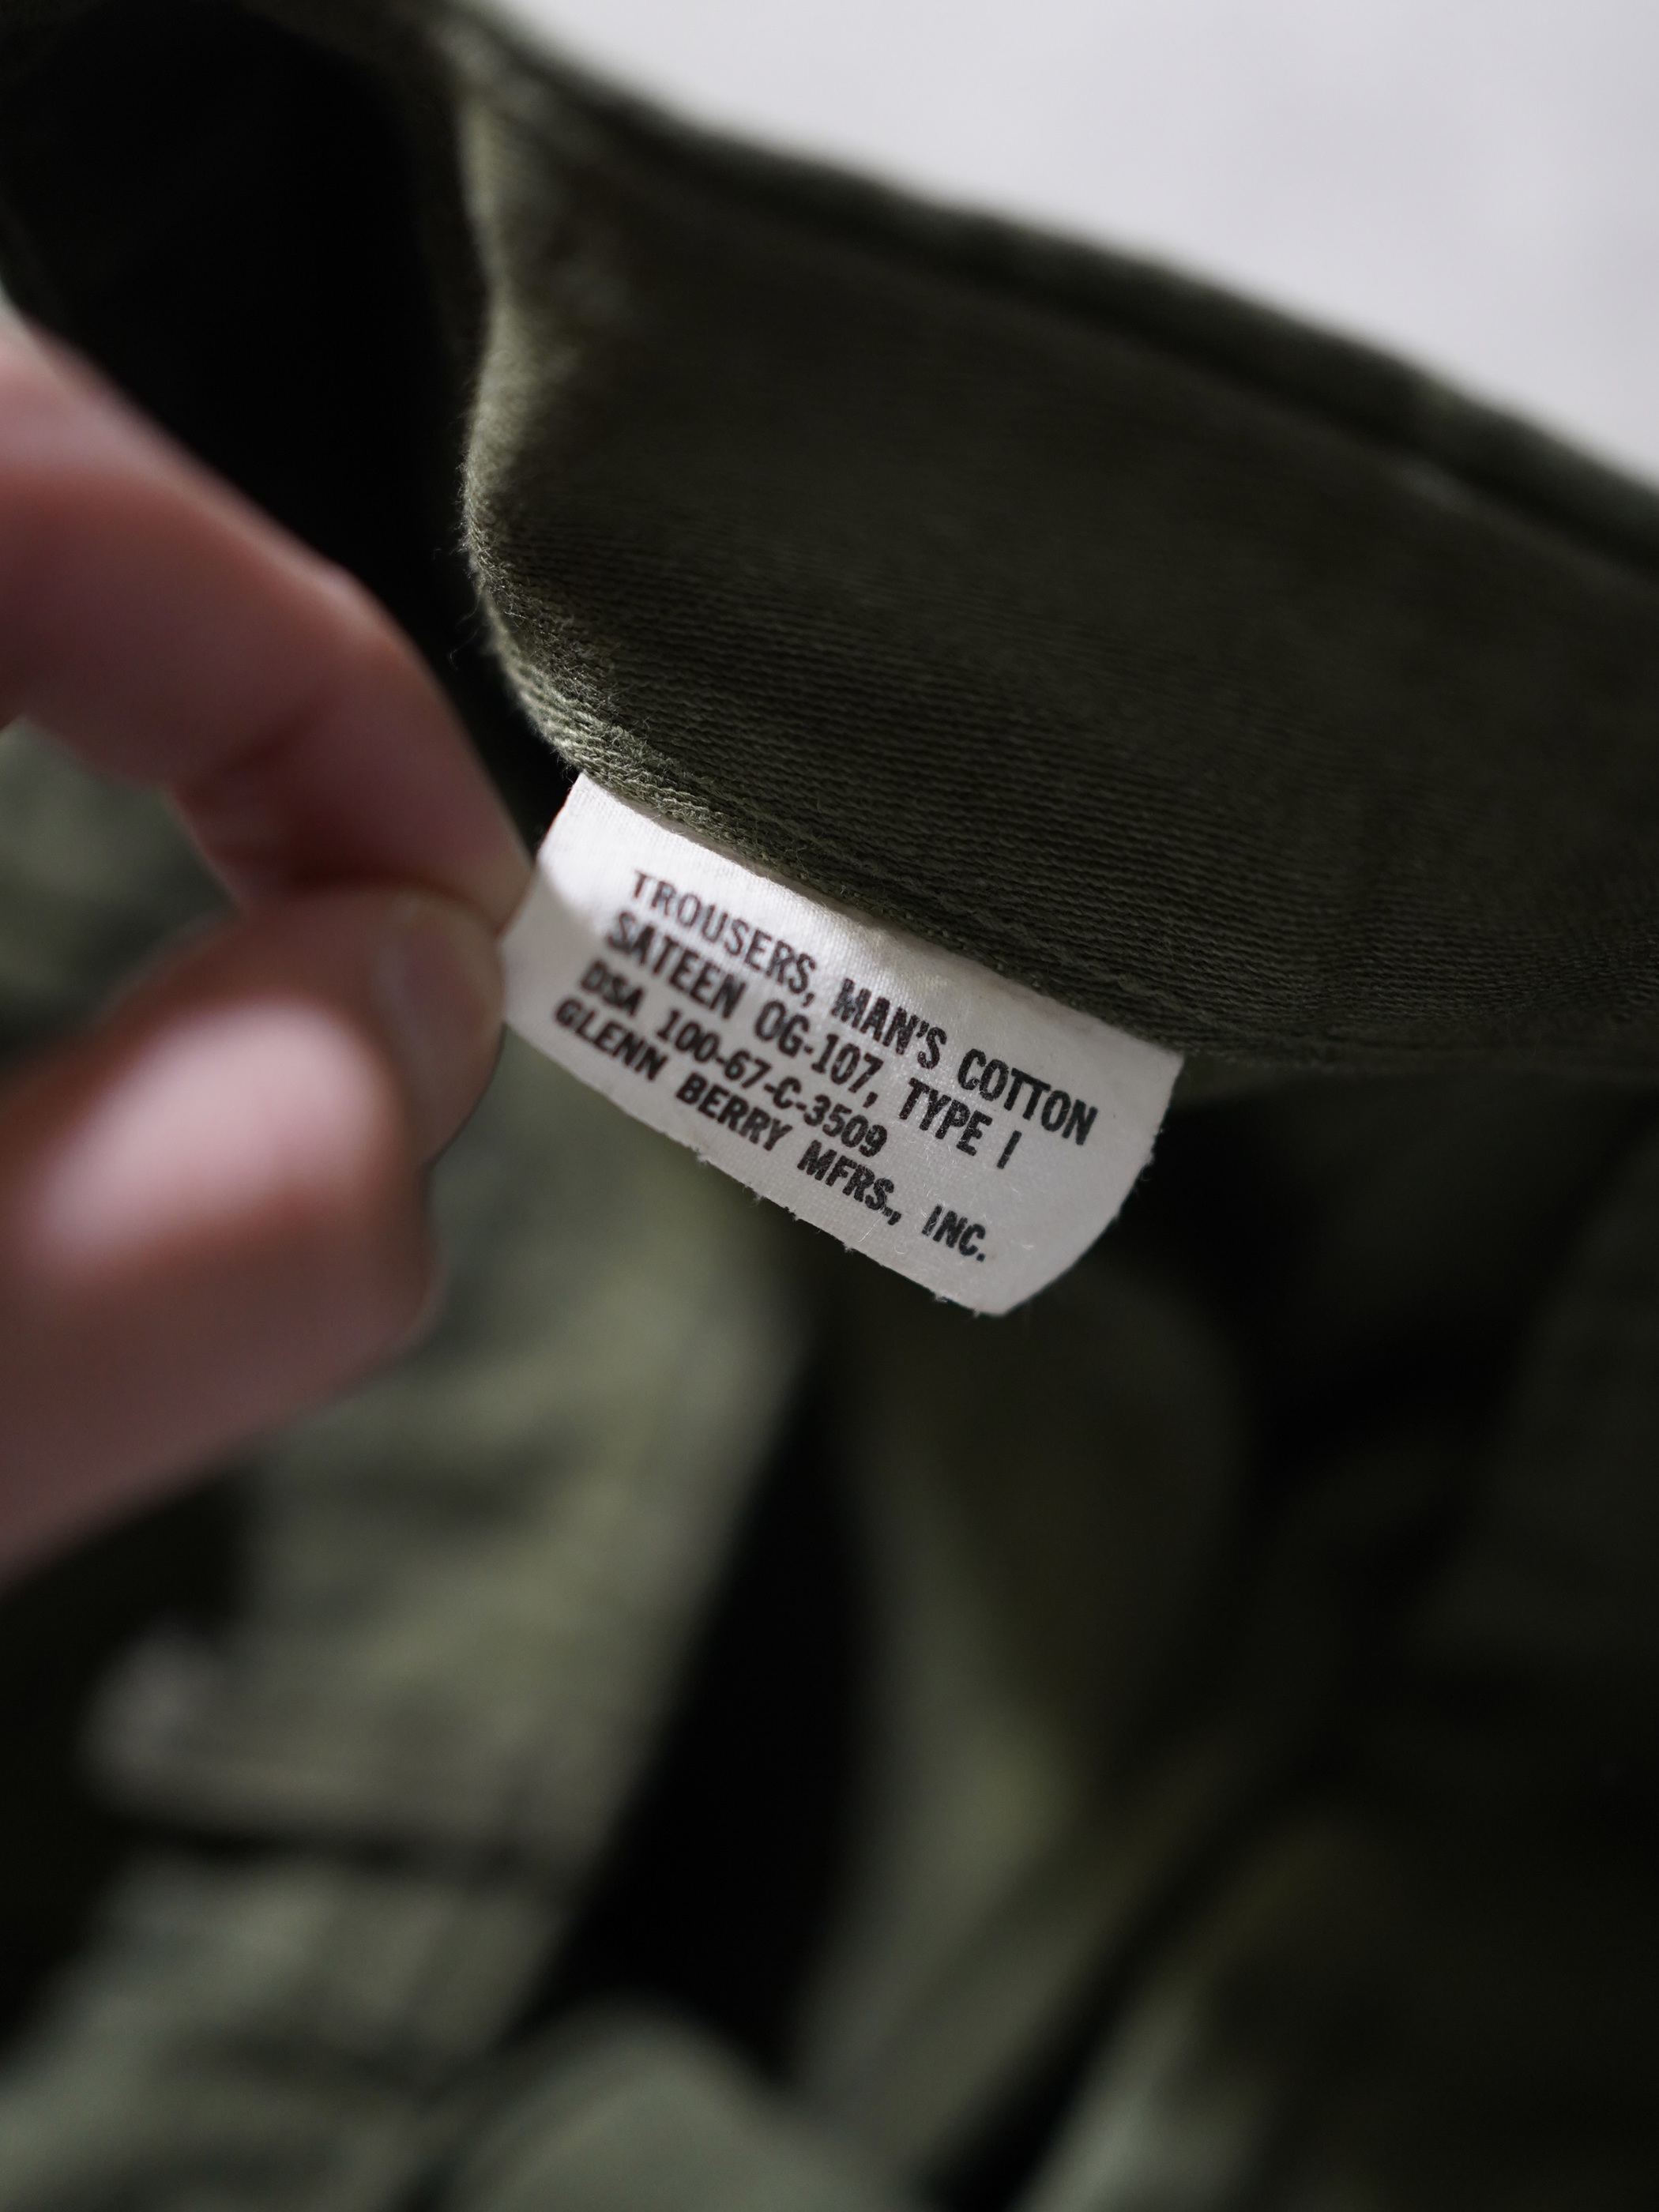 TROUSERS, MAN'S COTTON
SATEEN OG-107, TYPE I
DSA 100-67-C-3509
GLENN BERRY MFRS., INC.